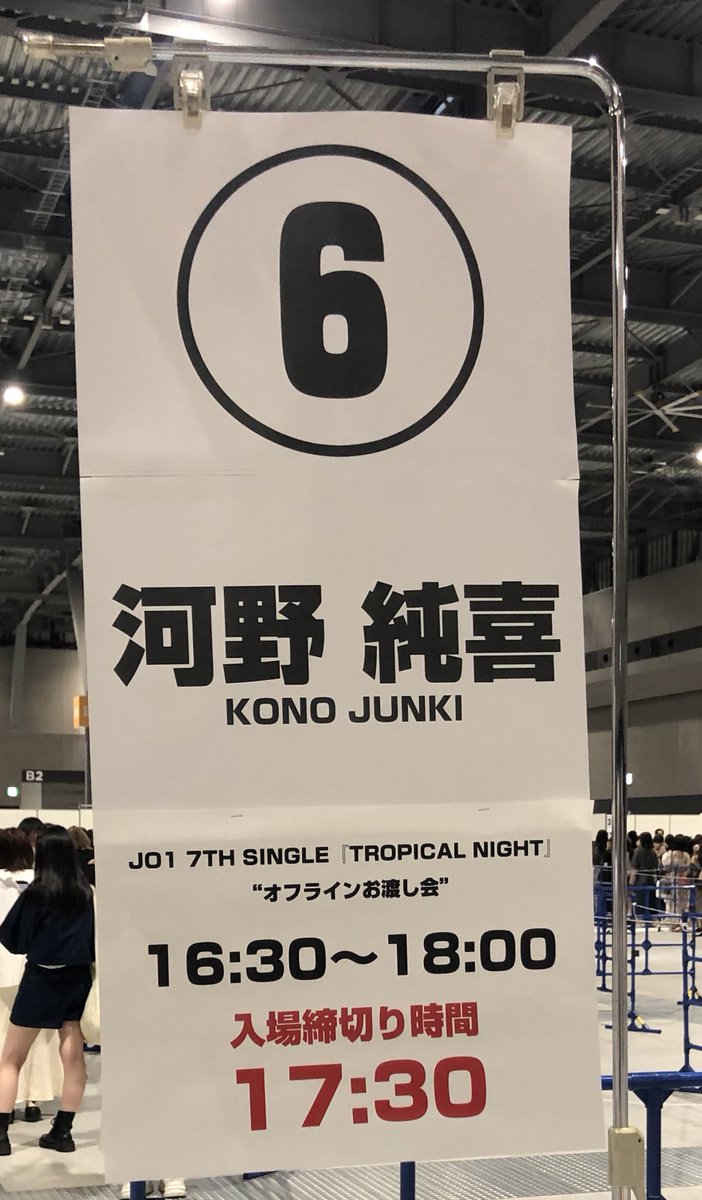 6
河野 純喜
KONO JUNKI
JO1 7TH SINGLE『TROPICAL NIGHT』
“オフラインお渡し会”
16:30～18:00
入場締切り時間
17:30
B2